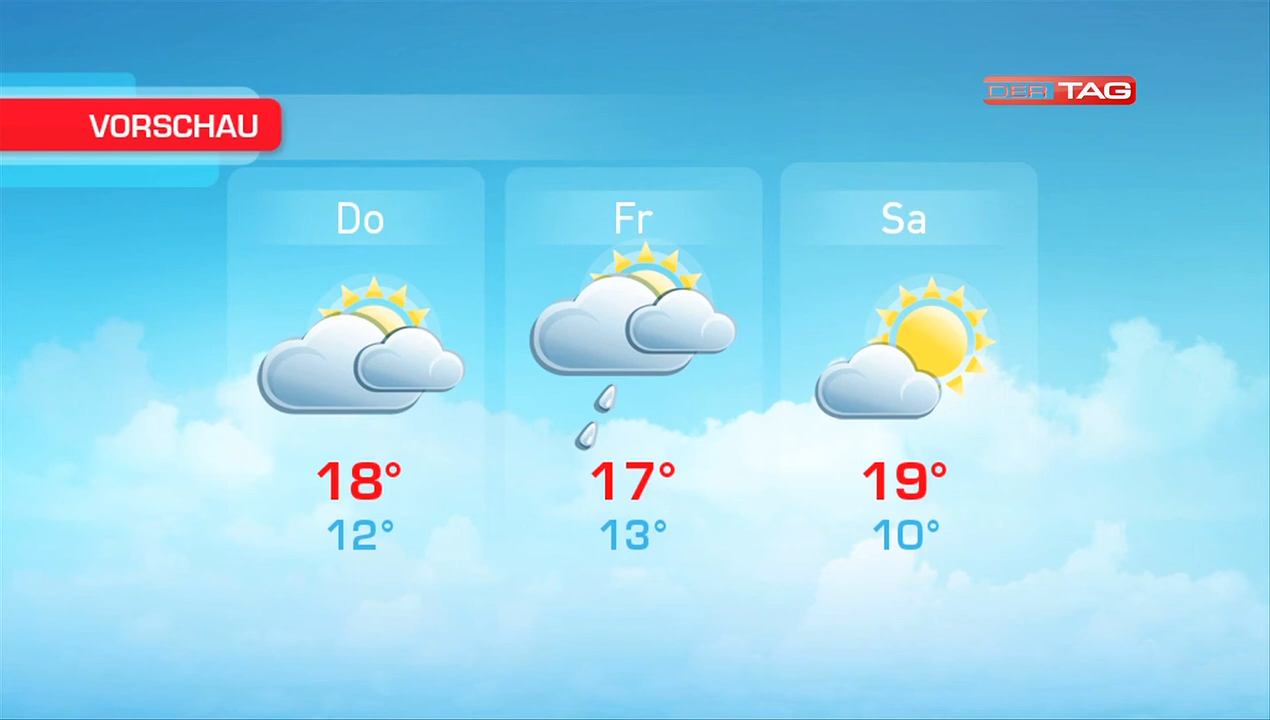 DER TAG
VORSCHAU
Do Fr Sa
18° 17° 19°
12° 13° 10°